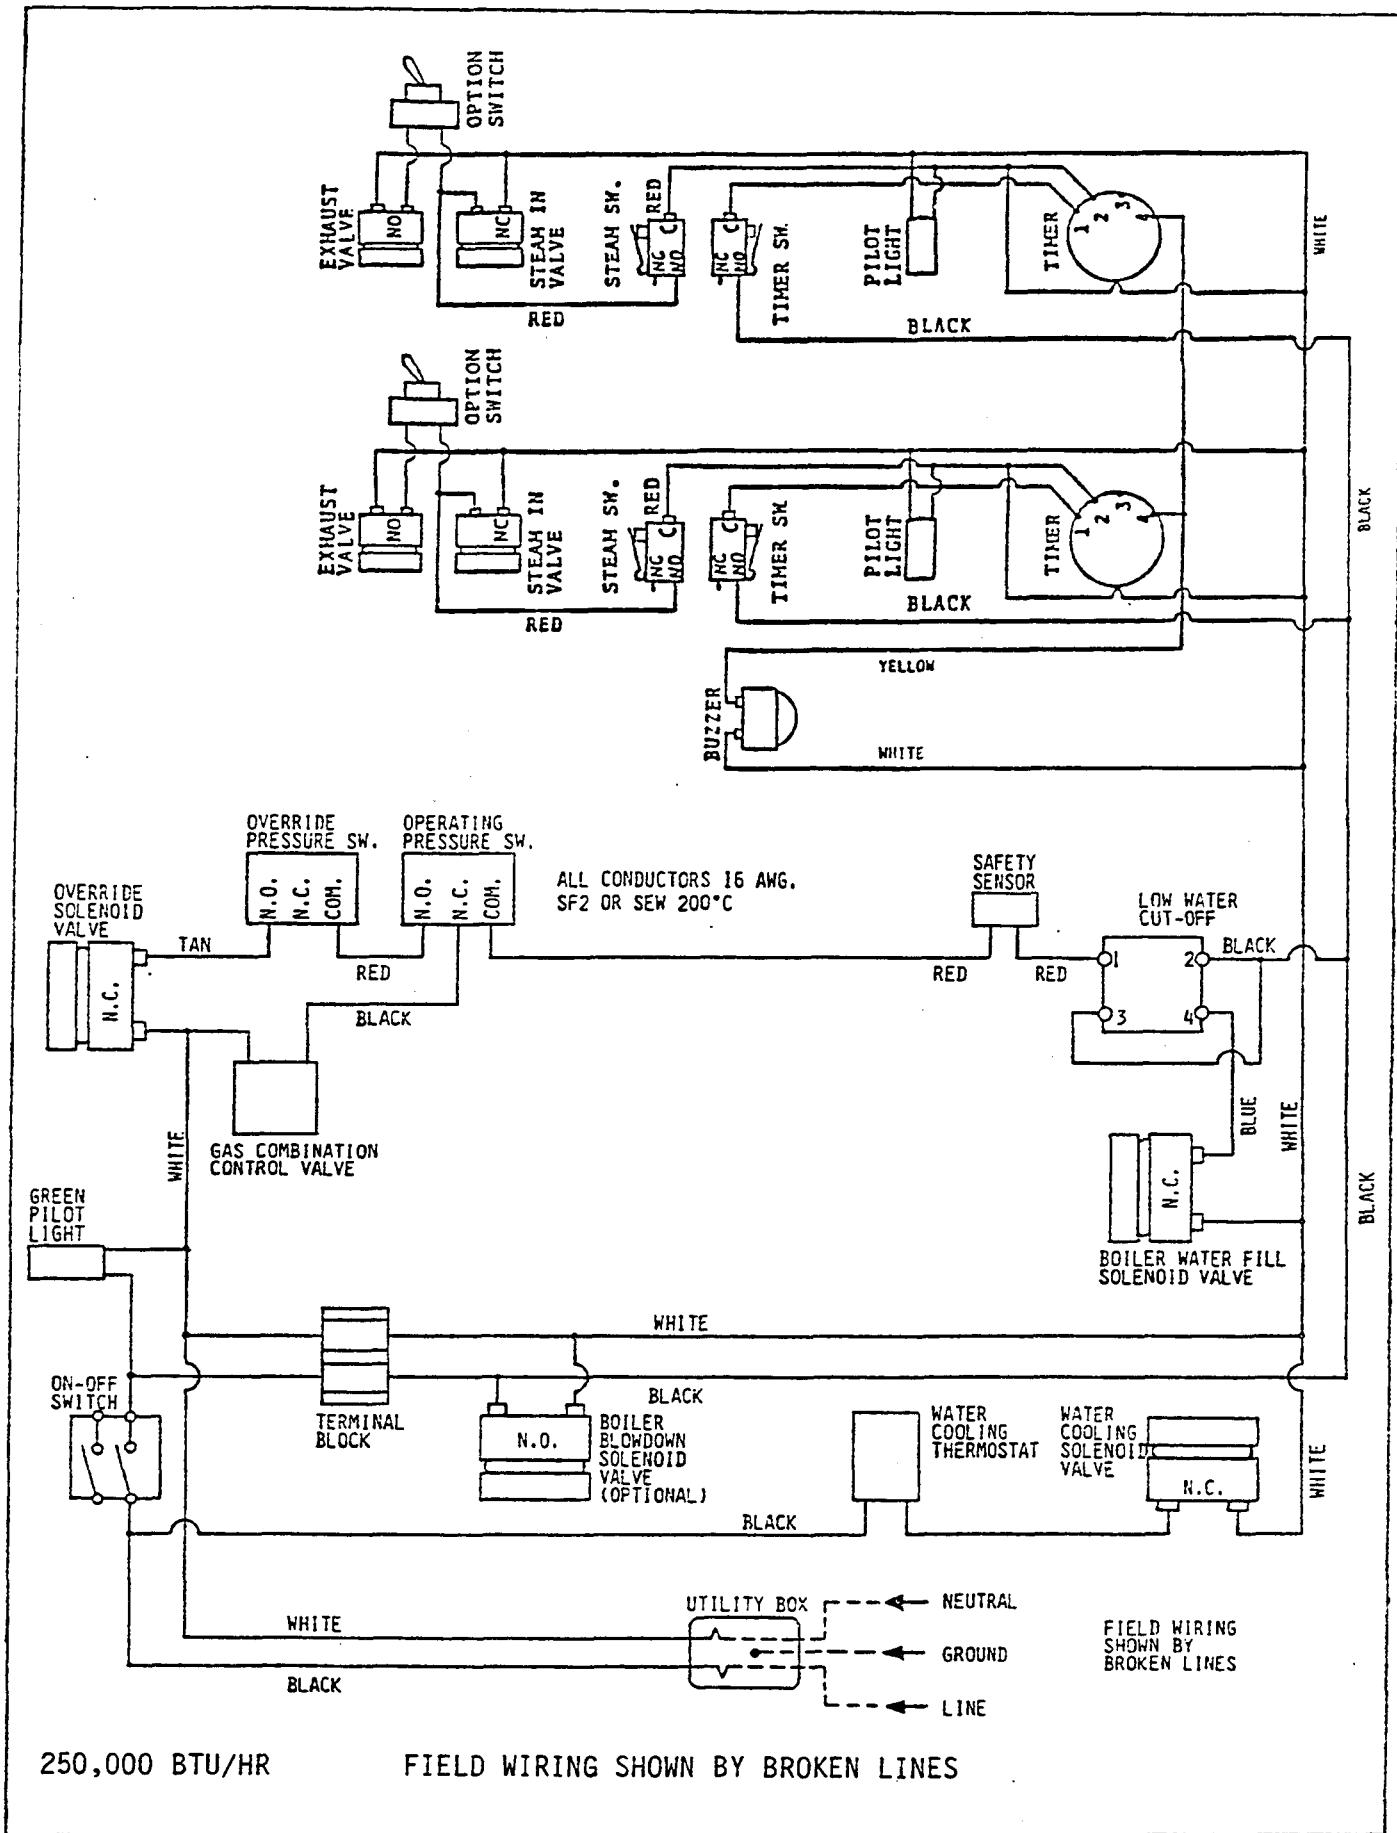 OPTION
SWITCH
EXHAUST
VALVE
NO
NC
STEAM IN
VALVE
STEAM SW.
RED
C
NC
NO
C
NC
NO
TIMER SW.
PILOT
LIGHT
TIMER
1
2
3
4
WHITE
RED
BLACK
OPTION
SWITCH
EXHAUST
VALVE
NO
NC
STEAM IN
VALVE
STEAM SW.
RED
C
NC
NO
C
NC
NO
TIMER SW.
PILOT
LIGHT
TIMER
1
2
3
4
BLACK
RED
BLACK
YELLOW
BUZZER
WHITE
OVERRIDE
PRESSURE SW.
N.O.
N.C.
COM.
OPERATING
PRESSURE SW.
N.O.
N.C.
COM.
ALL CONDUCTORS 16 AWG.
SF2 OR SEW 200°C
SAFETY
SENSOR
LOW WATER
CUT-OFF
OVERRIDE
SOLENOID
VALVE
N.C.
TAN
RED
BLACK
RED
RED
1
2
3
4
BLACK
GAS COMBINATION
CONTROL VALVE
WHITE
BLUE
WHITE
BLACK
N.C.
BOILER WATER FILL
SOLENOID VALVE
GREEN
PILOT
LIGHT
WHITE
BLACK
ON-OFF
SWITCH
TERMINAL
BLOCK
N.O.
BOILER
BLOWDOWN
SOLENOID
VALVE
(OPTIONAL)
WATER
COOLING
THERMOSTAT
WATER
COOLING
SOLENOID
VALVE
N.C.
WHITE
BLACK
UTILITY BOX
NEUTRAL
GROUND
LINE
WHITE
BLACK
FIELD WIRING
SHOWN BY
BROKEN LINES
250,000 BTU/HR
FIELD WIRING SHOWN BY BROKEN LINES